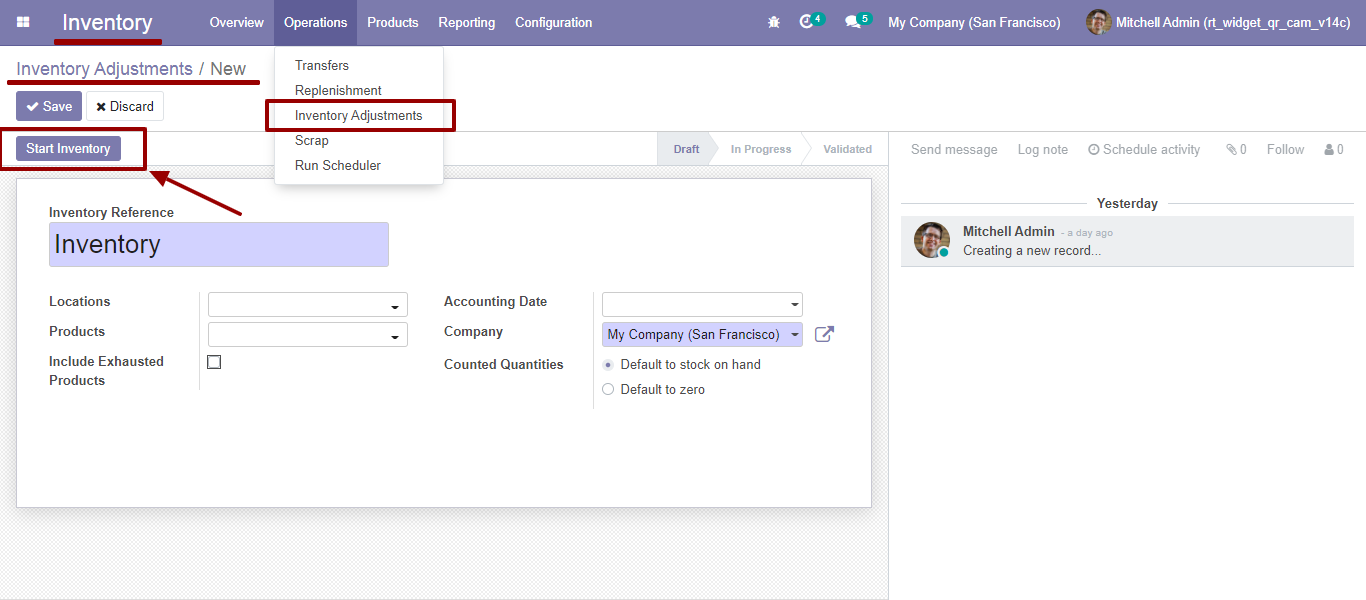 Inventory Overview Operations Products Reporting Configuration 4 5 My Company (San Francisco) Mitchell Admin (rt_widget_qr_cam_v14c)
Inventory Adjustments / New
Save Discard
Transfers
Replenishment
Inventory Adjustments
Scrap
Run Scheduler
Start Inventory
Draft In Progress Validated
Send message Log note Schedule activity 0 Follow 0
Inventory Reference
Inventory
Locations
Products
Include Exhausted
Products
Accounting Date
Company My Company (San Francisco)
Counted Quantities Default to stock on hand
Default to zero
Yesterday
Mitchell Admin - a day ago
Creating a new record...